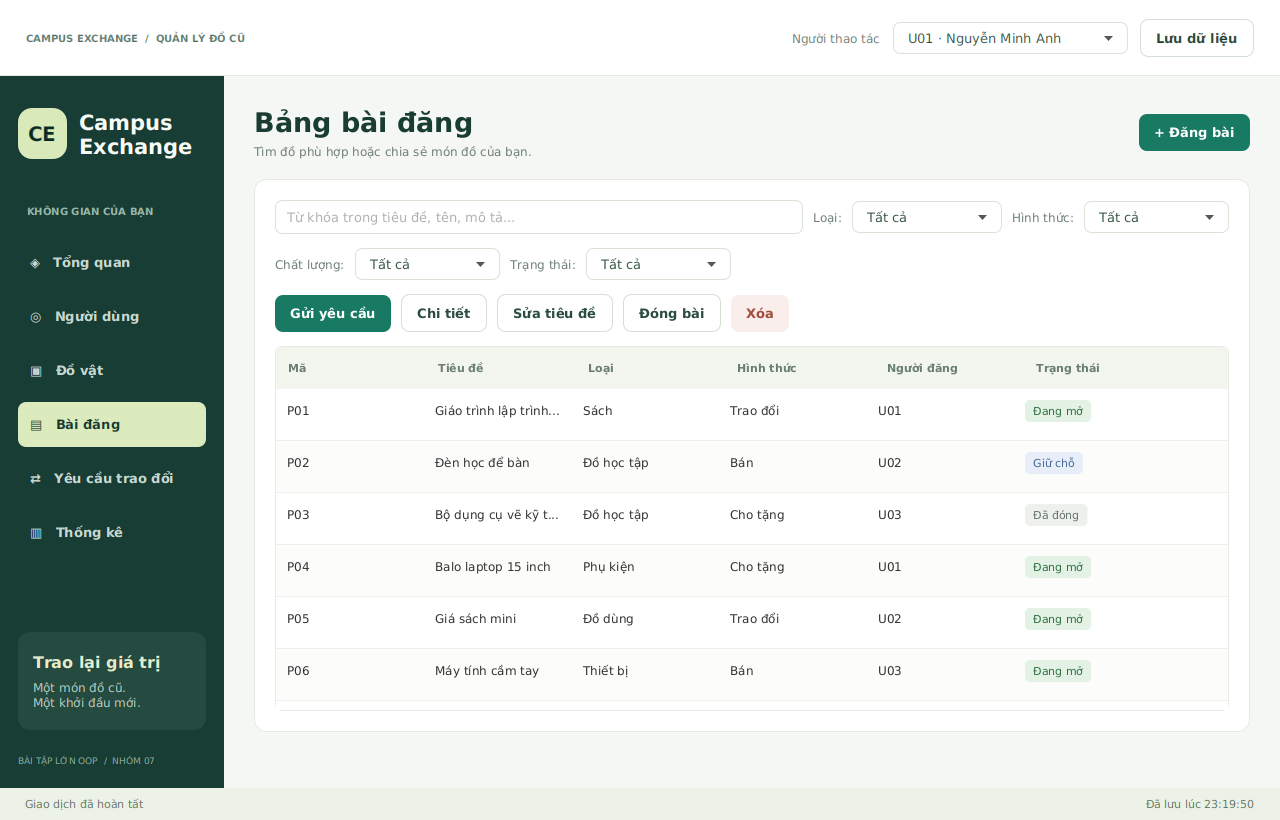 CAMPUS EXCHANGE / QUẢN LÝ ĐỒ CŨ
Người thao tác
U01 · Nguyễn Minh Anh
Lưu dữ liệu
CE
Campus
Exchange
KHÔNG GIAN CỦA BẠN
Tổng quan
Người dùng
Đồ vật
Bài đăng
Yêu cầu trao đổi
Thống kê
Trao lại giá trị
Một món đồ cũ.
Một khởi đầu mới.
BÀI TẬP LỚN OOP / NHÓM 07
Bảng bài đăng
Tìm đồ phù hợp hoặc chia sẻ món đồ của bạn.
+ Đăng bài
Từ khóa trong tiêu đề, tên, mô tả...
Loại: Tất cả
Hình thức: Tất cả
Chất lượng: Tất cả
Trạng thái: Tất cả
Gửi yêu cầu
Chi tiết
Sửa tiêu đề
Đóng bài
Xóa
Mã Tiêu đề Loại Hình thức Người đăng Trạng thái
P01 Giáo trình lập trình... Sách Trao đổi U01 Đang mở
P02 Đèn học để bàn Đồ học tập Bán U02 Giữ chỗ
P03 Bộ dụng cụ vẽ kỹ t... Đồ học tập Cho tặng U03 Đã đóng
P04 Balo laptop 15 inch Phụ kiện Cho tặng U01 Đang mở
P05 Giá sách mini Đồ dùng Trao đổi U02 Đang mở
P06 Máy tính cầm tay Thiết bị Bán U03 Đang mở
Giao dịch đã hoàn tất
Đã lưu lúc 23:19:50